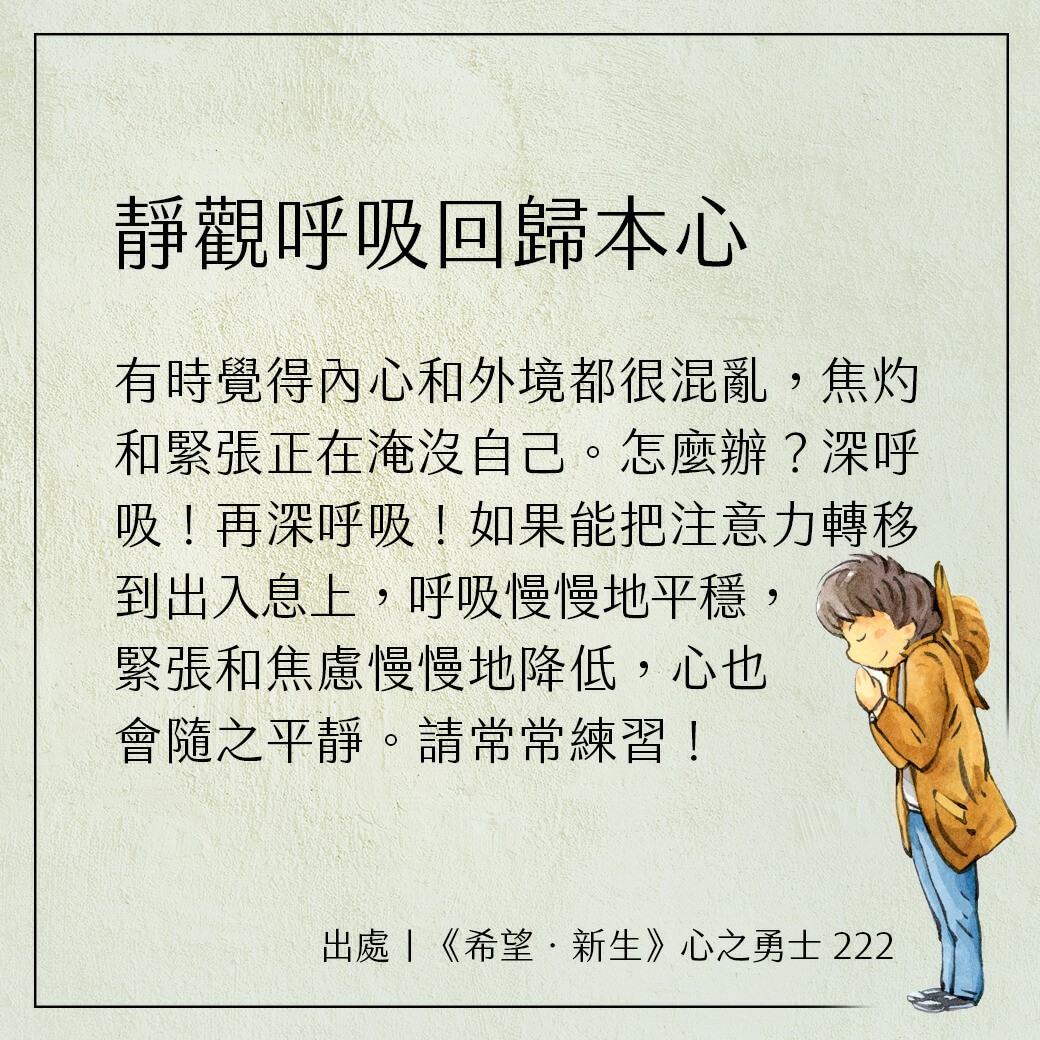 靜觀呼吸回歸本心
有時覺得內心和外境都很混亂，焦灼
和緊張正在淹沒自己。怎麼辦？深呼
吸！再深呼吸！如果能把注意力轉移
到出入息上，呼吸慢慢地平穩，
緊張和焦慮慢慢地降低，心也
會隨之平靜。請常常練習！
出處｜《希望．新生》心之勇士 222